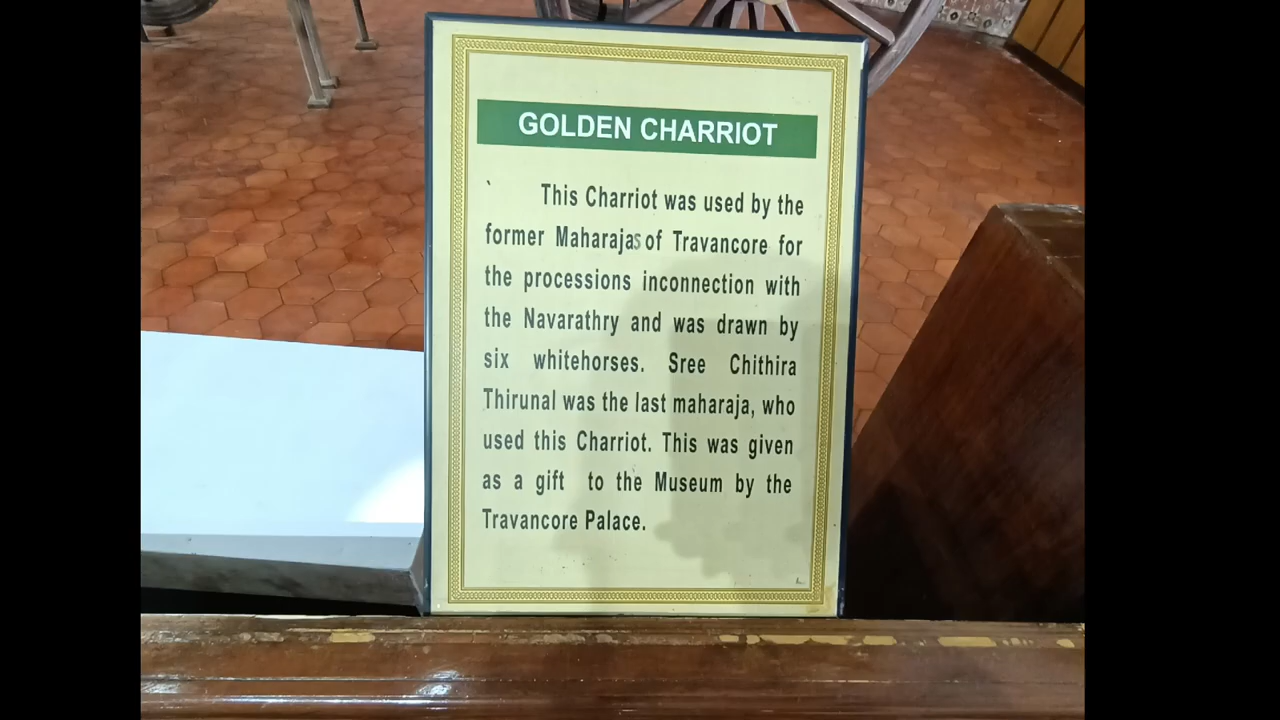 GOLDEN CHARRIOT
This Charriot was used by the
former Maharajas of Travancore for
the processions inconnection with
the Navarathry and was drawn by
six whitehorses. Sree Chithira
Thirunal was the last maharaja, who
used this Charriot. This was given
as a gift to the Museum by the
Travancore Palace.